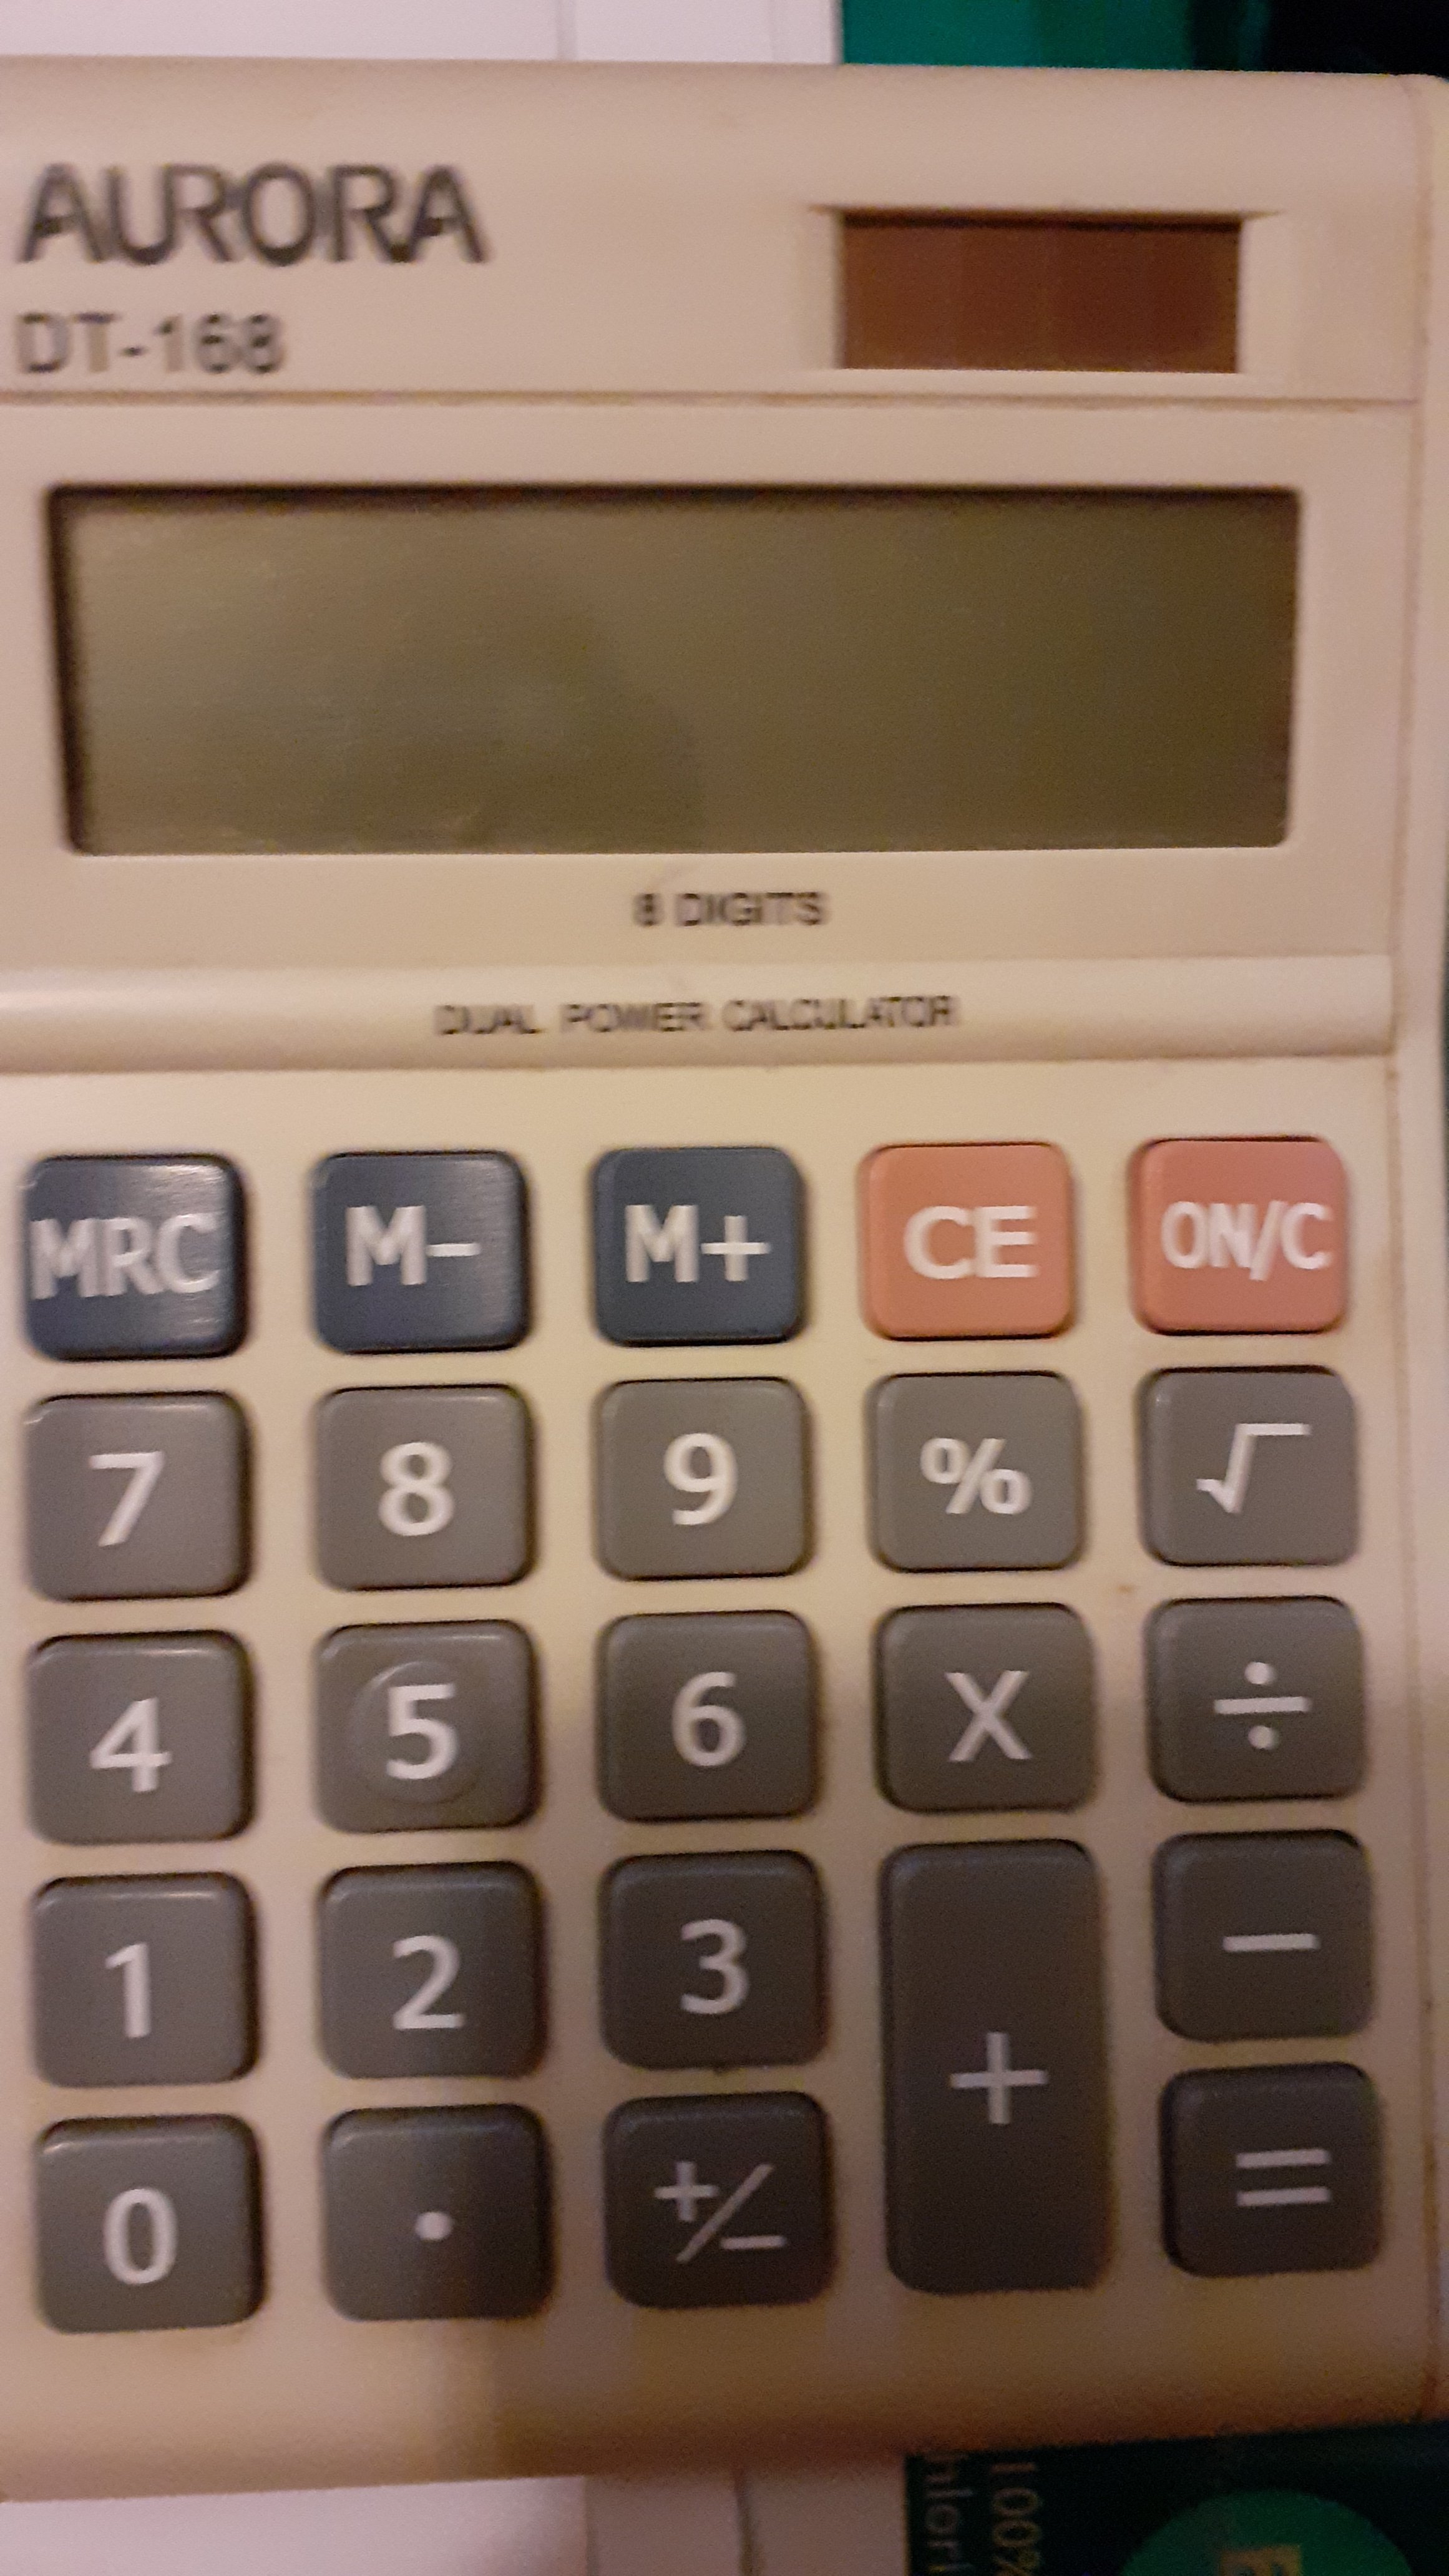 AURORA
DT-168
8 DIGITS
DUAL POWER CALCULATOR
MRC M- M+ CE ON/C
7 8 9 % √
4 5 6 X ÷
1 2 3 + −
0 . +/− =
100%